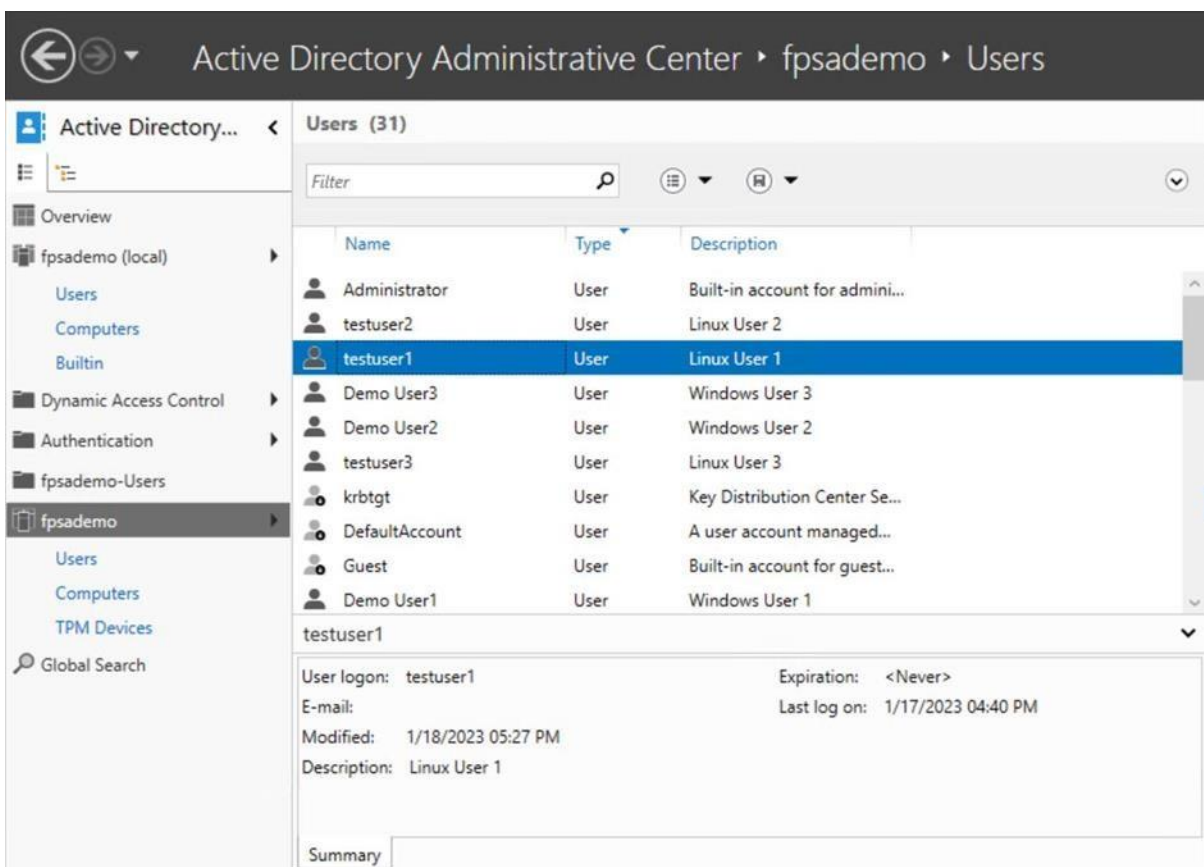 Active Directory Administrative Center ‣ fpsademo ‣ Users
Active Directory...
Overview
fpsademo (local)
Users
Computers
Builtin
Dynamic Access Control
Authentication
fpsademo-Users
fpsademo
Users
Computers
TPM Devices
Global Search
Users (31)
Filter
Name Type Description
Administrator User Built-in account for admini...
testuser2 User Linux User 2
testuser1 User Linux User 1
Demo User3 User Windows User 3
Demo User2 User Windows User 2
testuser3 User Linux User 3
krbtgt User Key Distribution Center Se...
DefaultAccount User A user account managed...
Guest User Built-in account for guest...
Demo User1 User Windows User 1
testuser1
User logon: testuser1 Expiration: <Never>
E-mail: Last log on: 1/17/2023 04:40 PM
Modified: 1/18/2023 05:27 PM
Description: Linux User 1
Summary